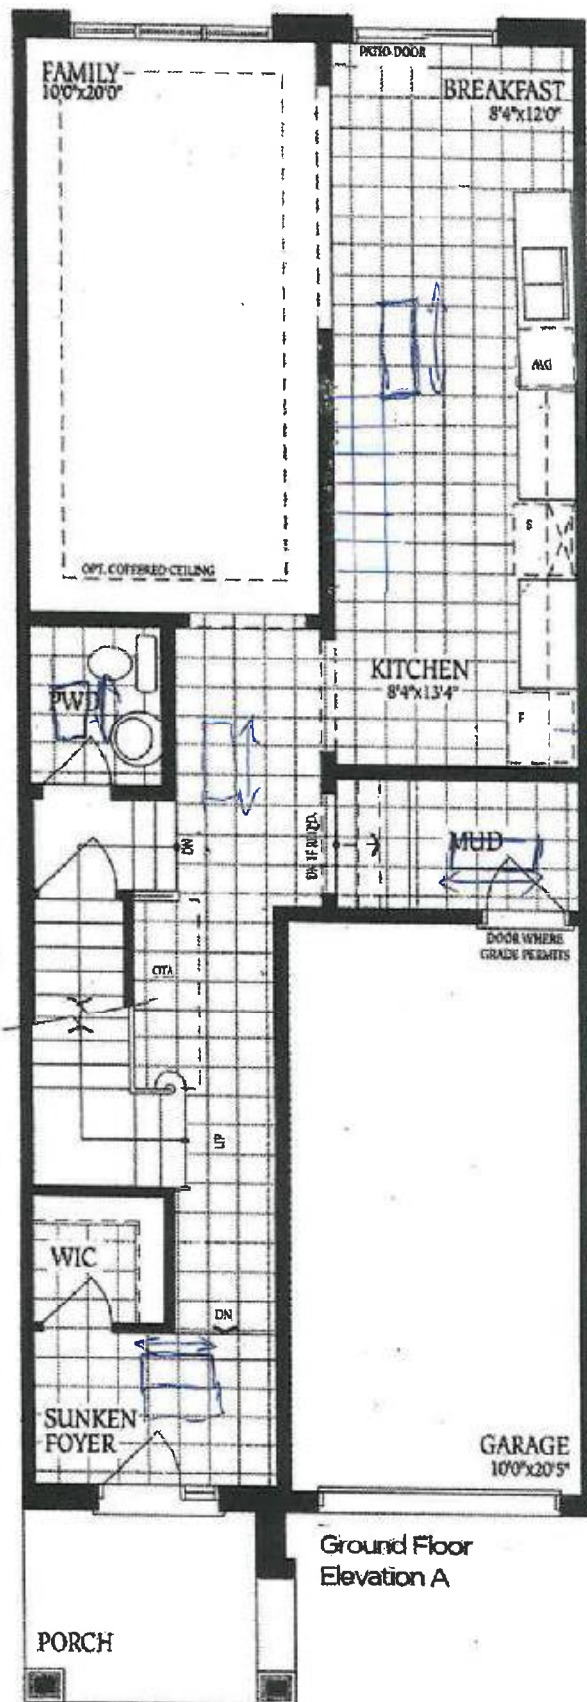 PATIO DOOR
FAMILY
10'0"x20'0"
BREAKFAST
8'4"x12'0"
DW
S
OPT. COFFERED CEILING
KITCHEN
8'4"x13'4"
F
PWD
DN
DN IF REQ'D.
MUD
DOOR WHERE
GRADE PERMITS
OTA
UP
WIC
DN
SUNKEN
FOYER
GARAGE
10'0"x20'5"
Ground Floor
Elevation A
PORCH